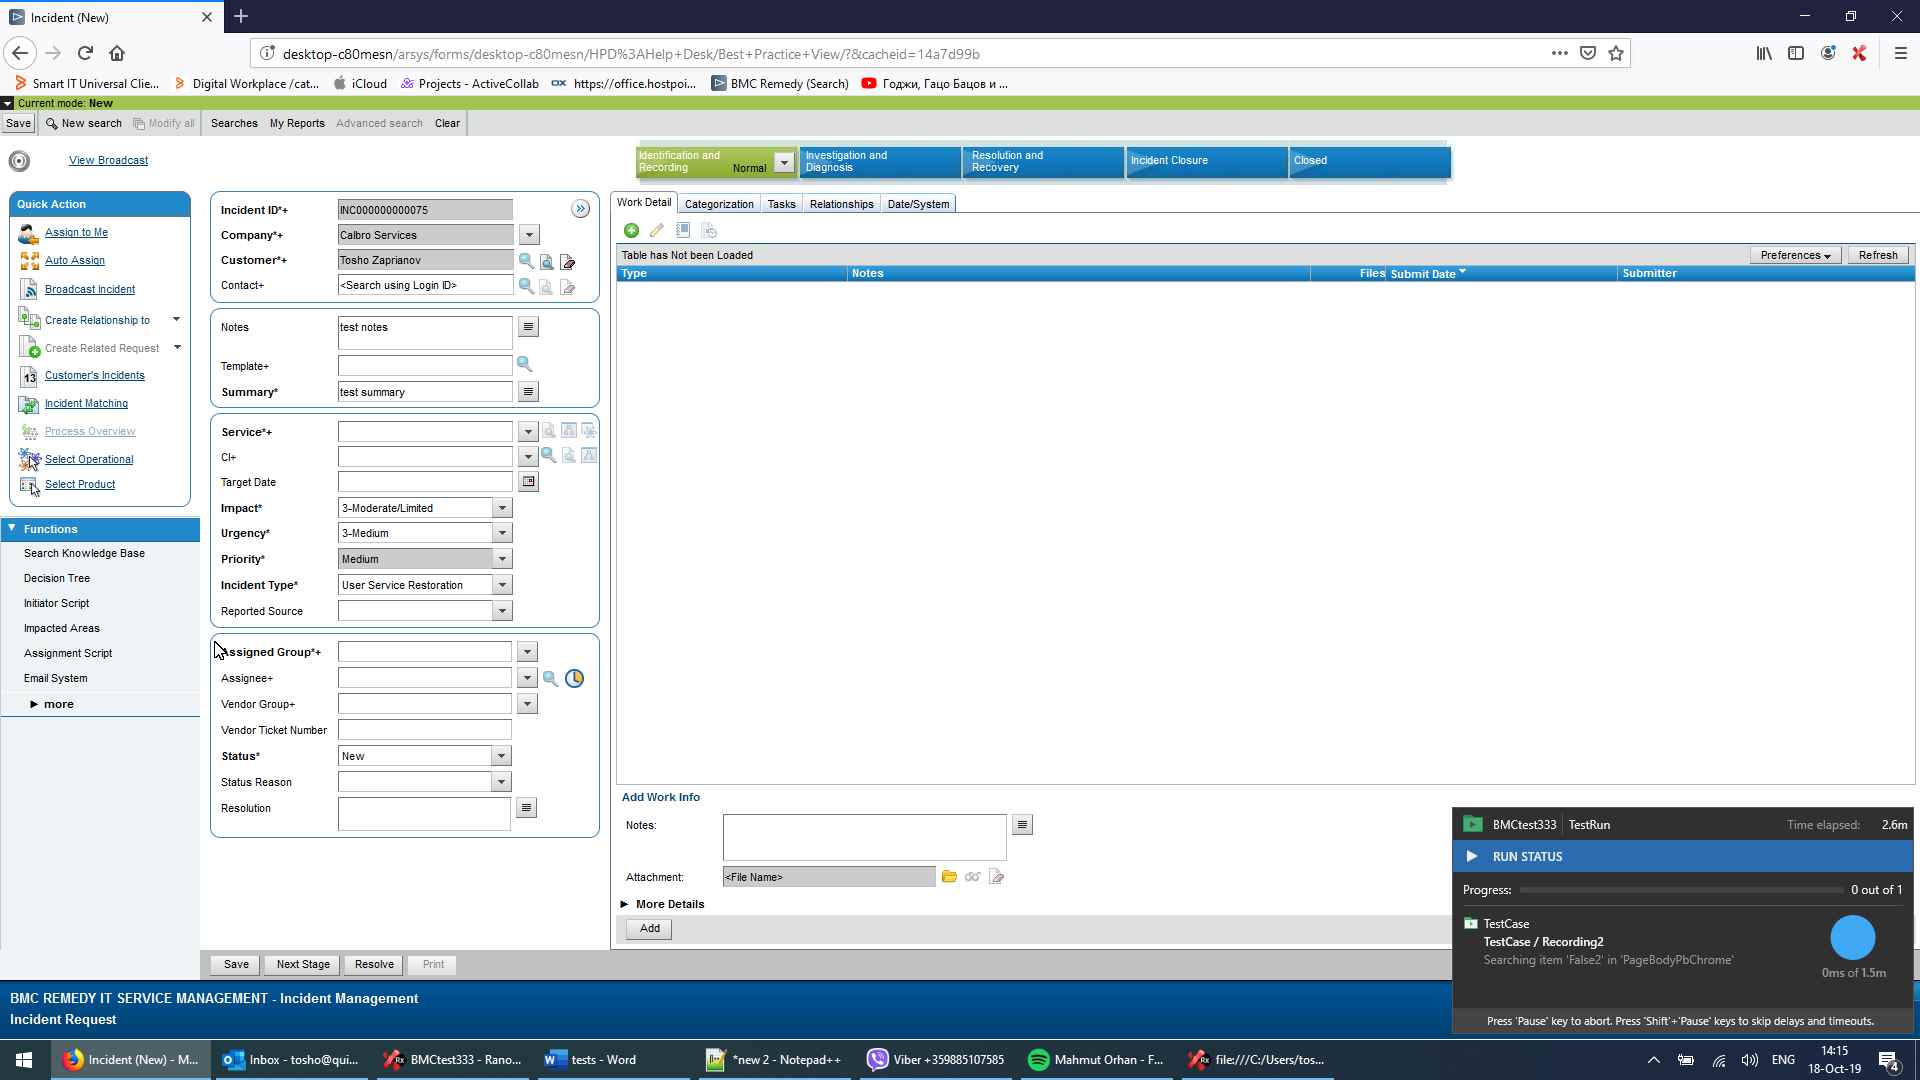 Incident (New)
desktop-c80mesn/arsys/forms/desktop-c80mesn/HPD%3AHelp+Desk/Best+Practice+View/?&cacheid=14a7d99b
Smart IT Universal Clie...
Digital Workplace /cat...
iCloud
Projects - ActiveCollab
https://office.hostpoi...
BMC Remedy (Search)
Годжи, Гацо Бацов и ...
Current mode: New
Save
New search
Modify all
Searches
My Reports
Advanced search
Clear
View Broadcast
Identification and Recording
Normal
Investigation and Diagnosis
Resolution and Recovery
Incident Closure
Closed
Quick Action
Assign to Me
Auto Assign
Broadcast Incident
Create Relationship to
Create Related Request
13
Customer's Incidents
Incident Matching
Process Overview
Select Operational
Select Product
Functions
Search Knowledge Base
Decision Tree
Initiator Script
Impacted Areas
Assignment Script
Email System
more
Incident ID*+
INC000000000075
Company*+
Calbro Services
Customer*+
Tosho Zaprianov
Contact+
<Search using Login ID>
Notes
test notes
Template+
Summary*
test summary
Service*+
CI+
Target Date
Impact*
3-Moderate/Limited
Urgency*
3-Medium
Priority*
Medium
Incident Type*
User Service Restoration
Reported Source
Assigned Group*+
Assignee+
Vendor Group+
Vendor Ticket Number
Status*
New
Status Reason
Resolution
Work Detail
Categorization
Tasks
Relationships
Date/System
Table has Not been Loaded
Preferences
Refresh
Type
Notes
Files
Submit Date
Submitter
Add Work Info
Notes:
Attachment:
<File Name>
More Details
Add
Save
Next Stage
Resolve
Print
BMC REMEDY IT SERVICE MANAGEMENT - Incident Management
Incident Request
BMCtest333
TestRun
Time elapsed:
2.6m
RUN STATUS
Progress:
0 out of 1
TestCase
TestCase / Recording2
Searching item 'False2' in 'PageBodyPbChrome'
0ms of 1.5m
Press 'Pause' key to abort. Press 'Shift'+'Pause' keys to skip delays and timeouts.
Incident (New) - M...
Inbox - tosho@qui...
BMCtest333 - Rano...
tests - Word
*new 2 - Notepad++
Viber +359885107585
Mahmut Orhan - F...
file:///C:/Users/tos...
ENG
14:15
18-Oct-19
4